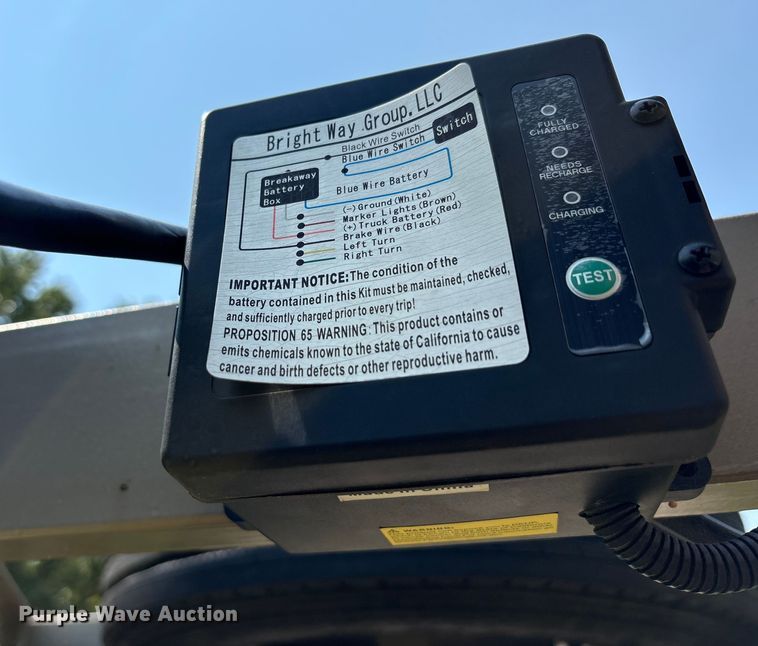 Bright Way Group, LLC
Black Wire Switch
Blue Wire Switch
Switch
Breakaway
Battery
Box
Blue Wire Battery
(-) Ground (White)
Marker Lights (Brown)
(+) Truck Battery (Red)
Brake Wire (Black)
Left Turn
Right Turn
IMPORTANT NOTICE: The condition of the
battery contained in this Kit must be maintained, checked,
and sufficiently charged prior to every trip!
PROPOSITION 65 WARNING: This product contains or
emits chemicals known to the state of California to cause
cancer and birth defects or other reproductive harm.
FULLY
CHARGED
NEEDS
RECHARGE
CHARGING
TEST
Made in China
WARNING:
Purple Wave Auction